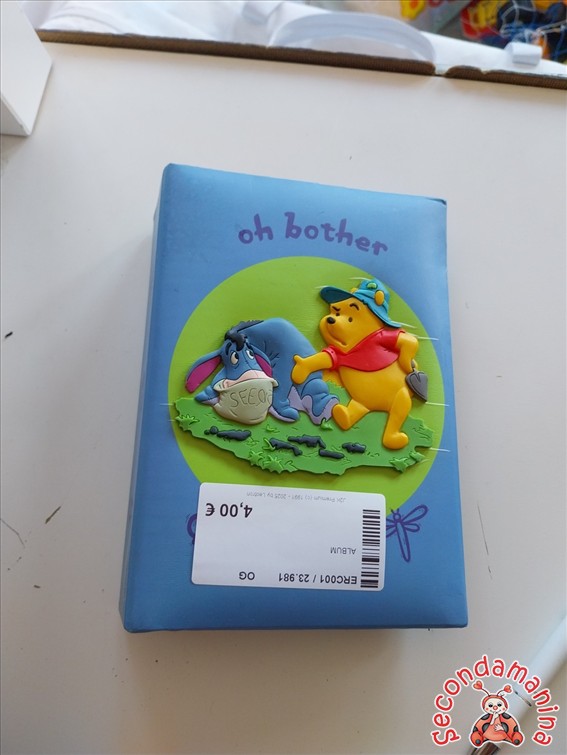 oh bother
SEEDS
ERC001 / 23.981 OG
ALBUM
4,00 €
secondamanina